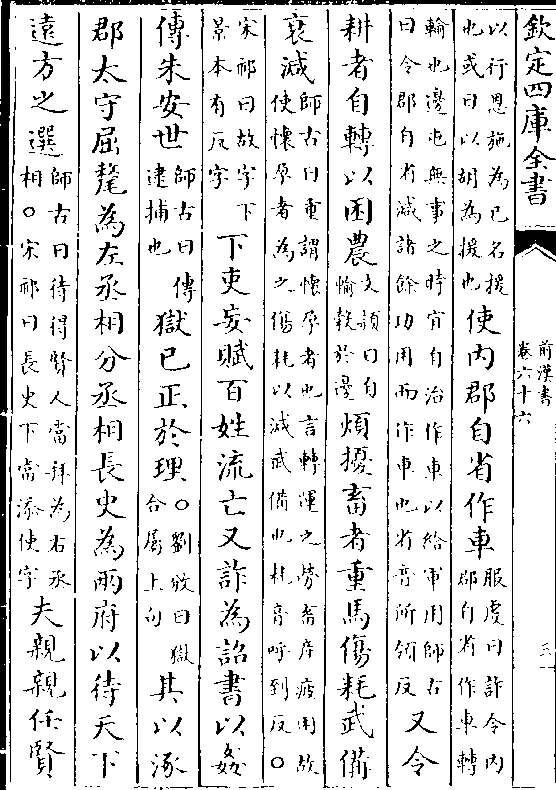 欽定四庫全書
前漢書
卷六十六
三
以行恩施為己名援
也或曰以胡為援也
使內郡自省作車
服虔曰詐令內
郡自省作車轉
輸也邊屯無事之時宜自治作車以給軍用師古
曰令郡自省減諸餘功用而作車也省音所領反
又令
耕者自轉以困農
文穎曰自
輸穀於邊
煩擾畜者重馬傷耗武備
衰減
師古曰重謂懷孕者也言轉運之勞畜產疲困故
使懷孕者為之傷耗以減武備也耗音呼到反○
宋祁曰故字下
景本有反字
下吏妄賦百姓流亡又詐為詔書以姦
傳朱安世
師古曰傳
逮捕也
獄已正於理
○劉攽曰獄
合屬上句
其以涿
郡太守屈氂為左丞相分丞相長史為兩府以待天下
遠方之選
師古曰待得賢人當拜為右丞
相○宋祁曰長史下當添使字
夫親親任賢